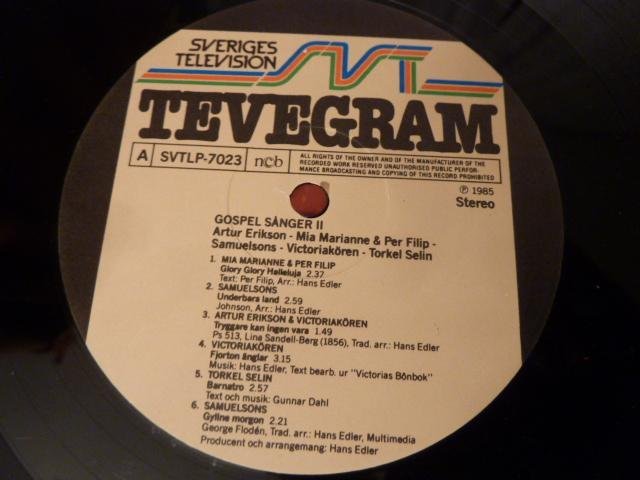 SVERIGES
TELEVISION
SVT
TEVEGRAM
A SVTLP-7023 ncb ALL RIGHTS OF THE OWNER AND OF THE MANUFACTURER OF THE
RECORDED WORK RESERVED UNAUTHORISED PUBLIC PERFOR-
MANCE BROADCASTING AND COPYING OF THIS RECORD PROHIBITED
℗ 1985
Stereo
GOSPEL SÅNGER II
Artur Erikson - Mia Marianne & Per Filip -
Samuelsons - Victoriakören - Torkel Selin
1. MIA MARIANNE & PER FILIP
Glory Glory Halleluja 2.37
Text: Per Filip, Arr.: Hans Edler
2. SAMUELSONS
Underbara land 2.59
Johnson, Arr.: Hans Edler
3. ARTUR ERIKSON & VICTORIAKÖREN
Tryggare kan ingen vara 1.49
Ps 513, Lina Sandell-Berg (1856), Trad. arr.: Hans Edler
4. VICTORIAKÖREN
Fjorton änglar 3.15
Musik: Hans Edler, Text bearb. ur "Victorias Bönbok"
5. TORKEL SELIN
Barnatro 2.57
Text och musik: Gunnar Dahl
6. SAMUELSONS
Gyllne morgon 2.21
George Flodén, Trad. arr.: Hans Edler, Multimedia
Producent och arrangemang: Hans Edler